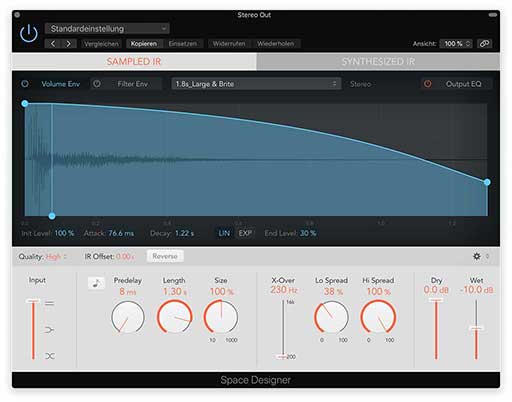 Stereo Out
Standardeinstellung
Vergleichen Kopieren Einsetzen Widerrufen Wiederholen Ansicht: 100 %
SAMPLED IR SYNTHESIZED IR
Volume Env Filter Env 1.8s_Large & Brite Stereo Output EQ
0.0 0.2 0.4 0.6 0.8 1.0 1.2
Init Level: 100 % Attack: 76.6 ms Decay: 1.22 s LIN EXP End Level: 30 %
Quality: High IR Offset: 0.00s Reverse
Input Predelay Length Size X-Over Lo Spread Hi Spread Dry Wet
8 ms 1.30 s 100 % 230 Hz 38 % 100 % 0.0 dB -10.0 dB
16k
10 1000 200 0 100 0 100
Space Designer